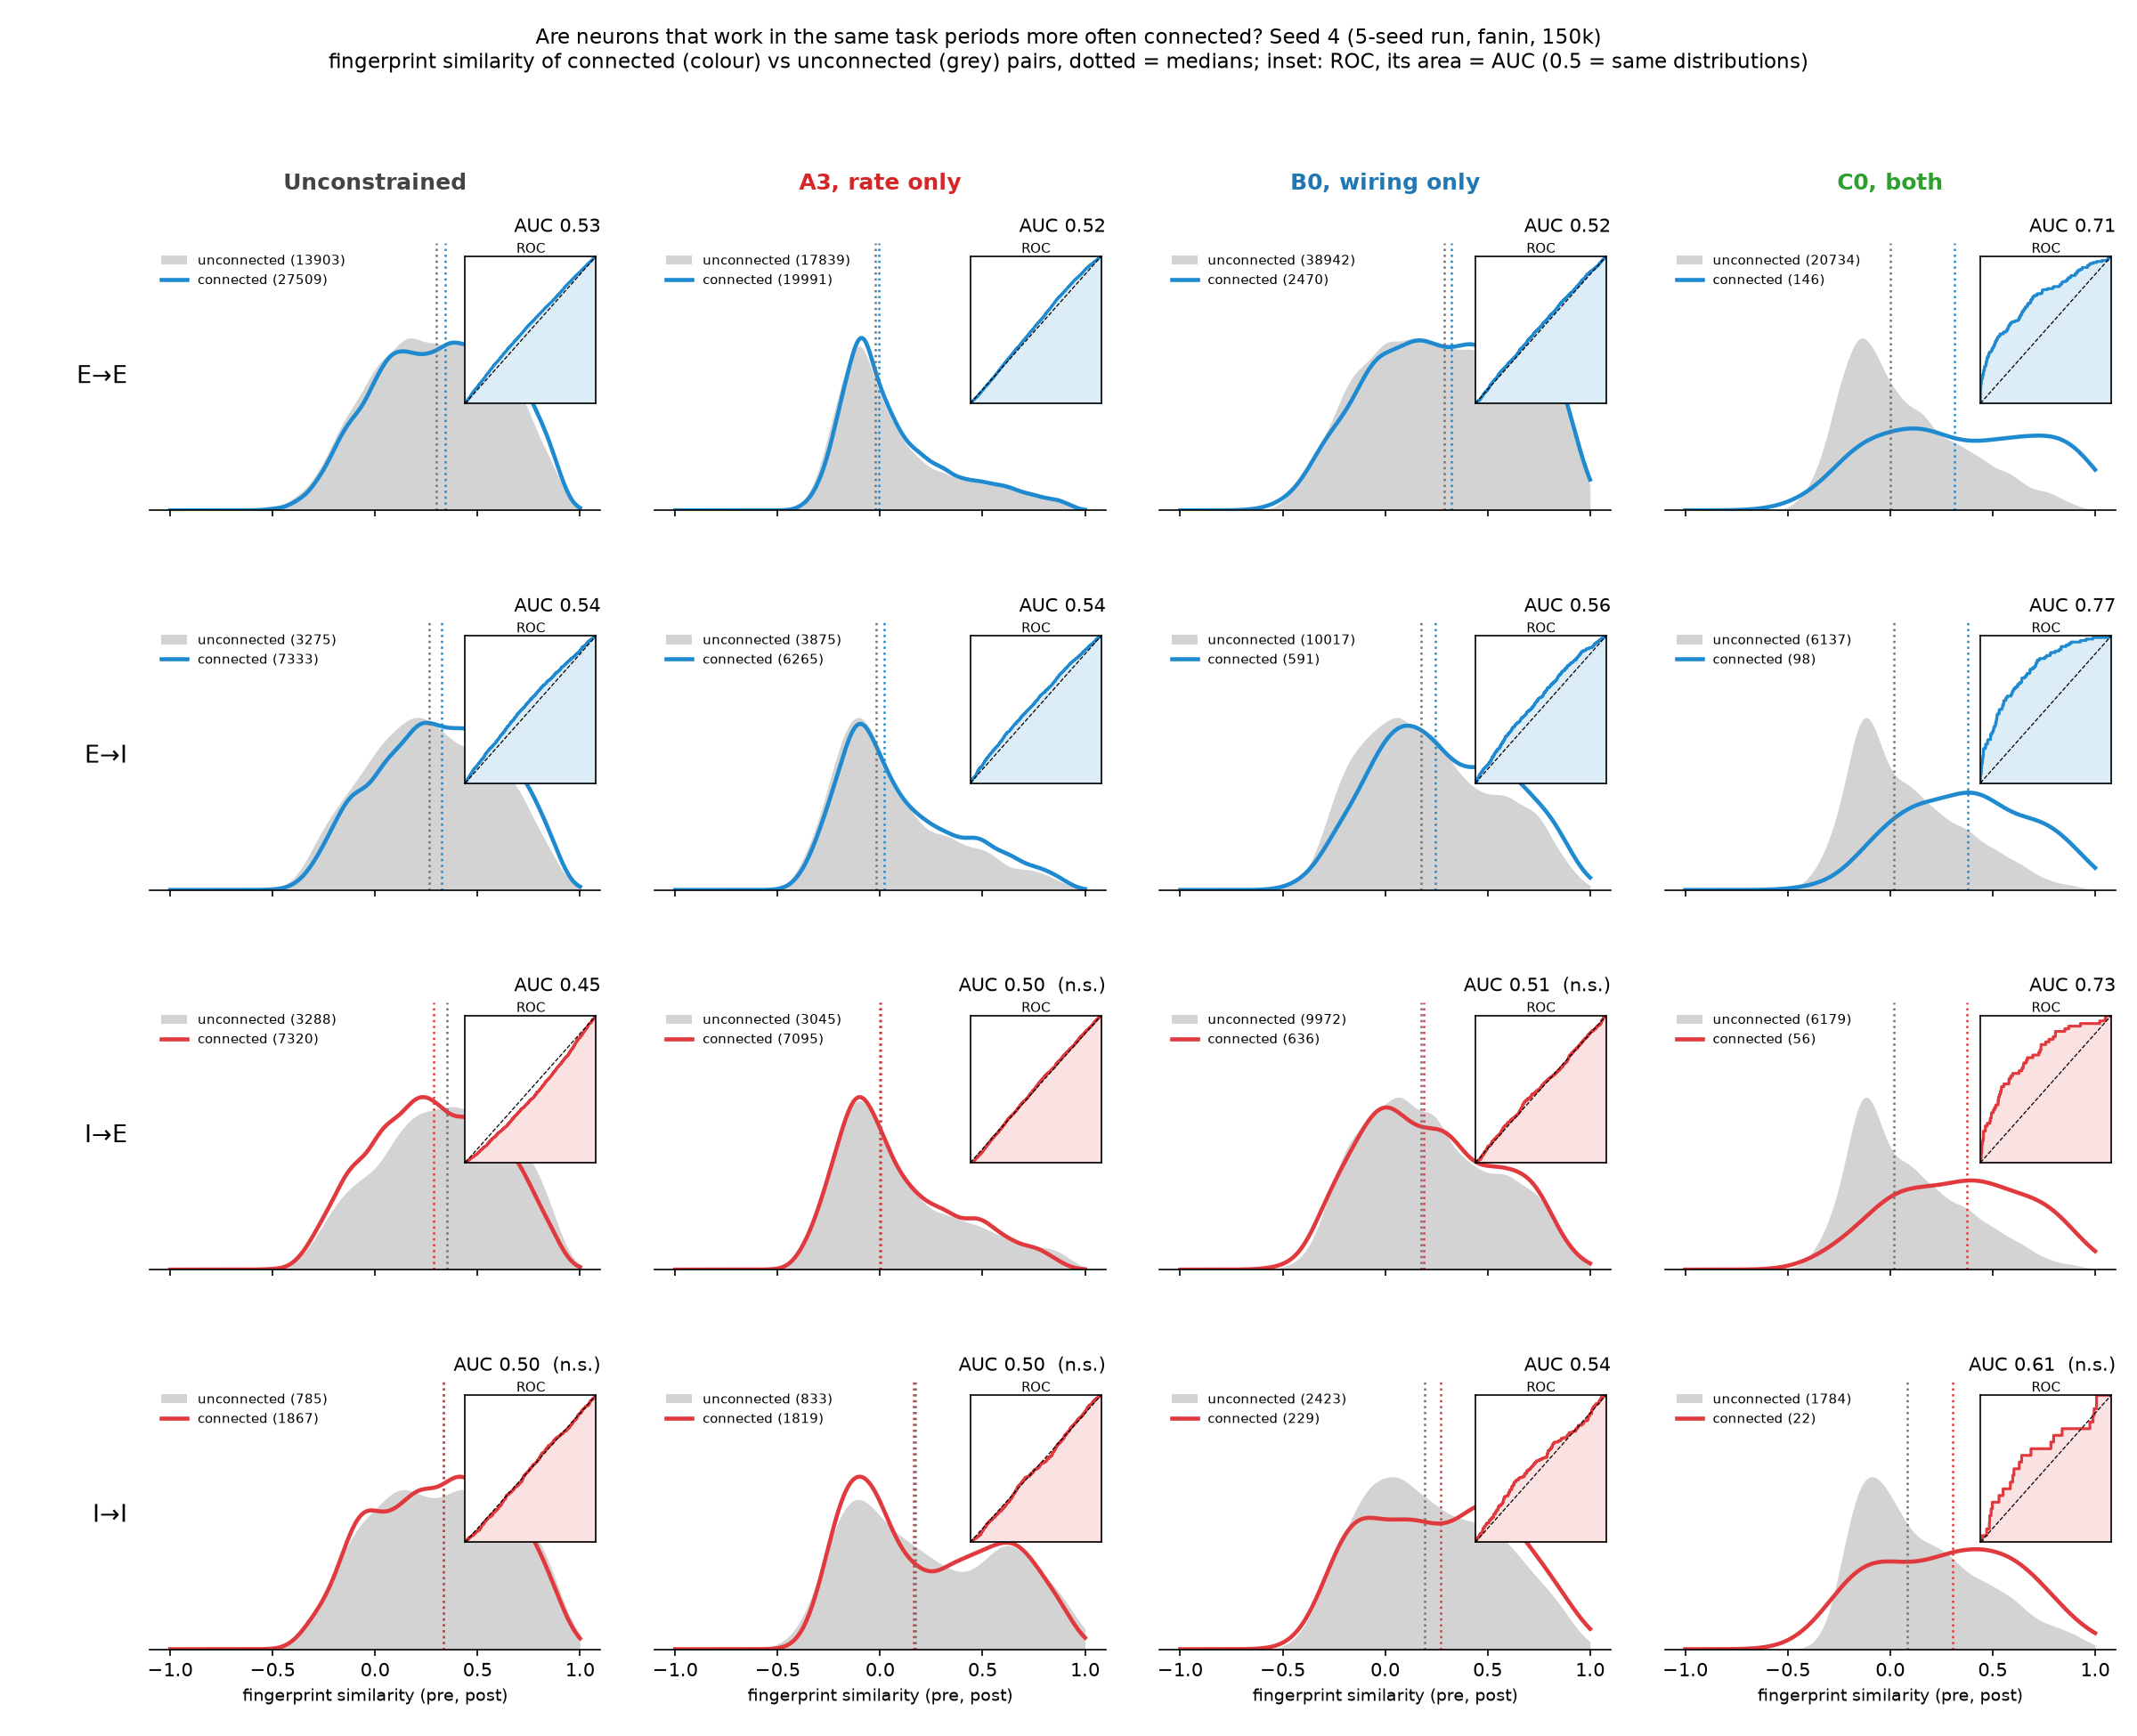 Are neurons that work in the same task periods more often connected? Seed 4 (5-seed run, fanin, 150k)
fingerprint similarity of connected (colour) vs unconnected (grey) pairs, dotted = medians; inset: ROC, its area = AUC (0.5 = same distributions)
Unconstrained
A3, rate only
B0, wiring only
C0, both
E→E
AUC 0.53
ROC
unconnected (13903)
connected (27509)
AUC 0.52
ROC
unconnected (17839)
connected (19991)
AUC 0.52
ROC
unconnected (38942)
connected (2470)
AUC 0.71
ROC
unconnected (20734)
connected (146)
E→I
AUC 0.54
ROC
unconnected (3275)
connected (7333)
AUC 0.54
ROC
unconnected (3875)
connected (6265)
AUC 0.56
ROC
unconnected (10017)
connected (591)
AUC 0.77
ROC
unconnected (6137)
connected (98)
I→E
AUC 0.45
ROC
unconnected (3288)
connected (7320)
AUC 0.50 (n.s.)
ROC
unconnected (3045)
connected (7095)
AUC 0.51 (n.s.)
ROC
unconnected (9972)
connected (636)
AUC 0.73
ROC
unconnected (6179)
connected (56)
I→I
AUC 0.50 (n.s.)
ROC
unconnected (785)
connected (1867)
AUC 0.50 (n.s.)
ROC
unconnected (833)
connected (1819)
AUC 0.54
ROC
unconnected (2423)
connected (229)
AUC 0.61 (n.s.)
ROC
unconnected (1784)
connected (22)
−1.0 −0.5 0.0 0.5 1.0
fingerprint similarity (pre, post)
−1.0 −0.5 0.0 0.5 1.0
fingerprint similarity (pre, post)
−1.0 −0.5 0.0 0.5 1.0
fingerprint similarity (pre, post)
−1.0 −0.5 0.0 0.5 1.0
fingerprint similarity (pre, post)